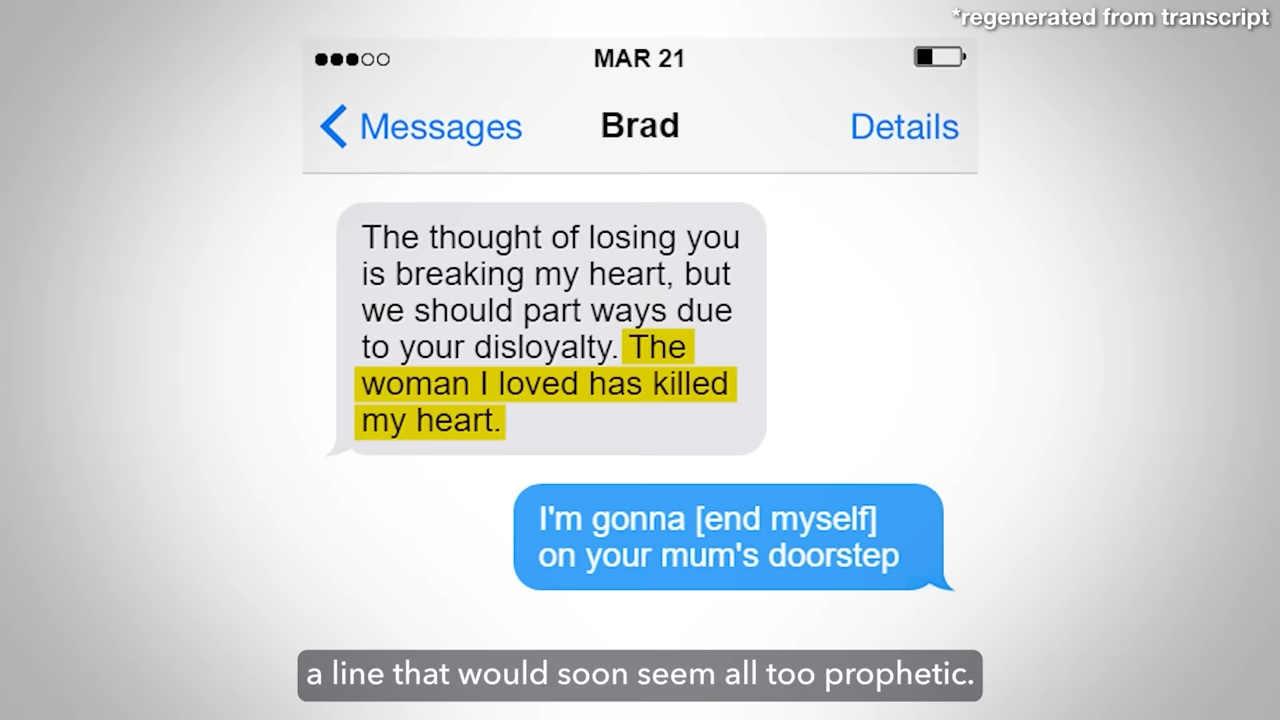 *regenerated from transcript
MAR 21
Messages
Brad
Details
The thought of losing you
is breaking my heart, but
we should part ways due
to your disloyalty. The
woman I loved has killed
my heart.
I'm gonna [end myself]
on your mum's doorstep
a line that would soon seem all too prophetic.